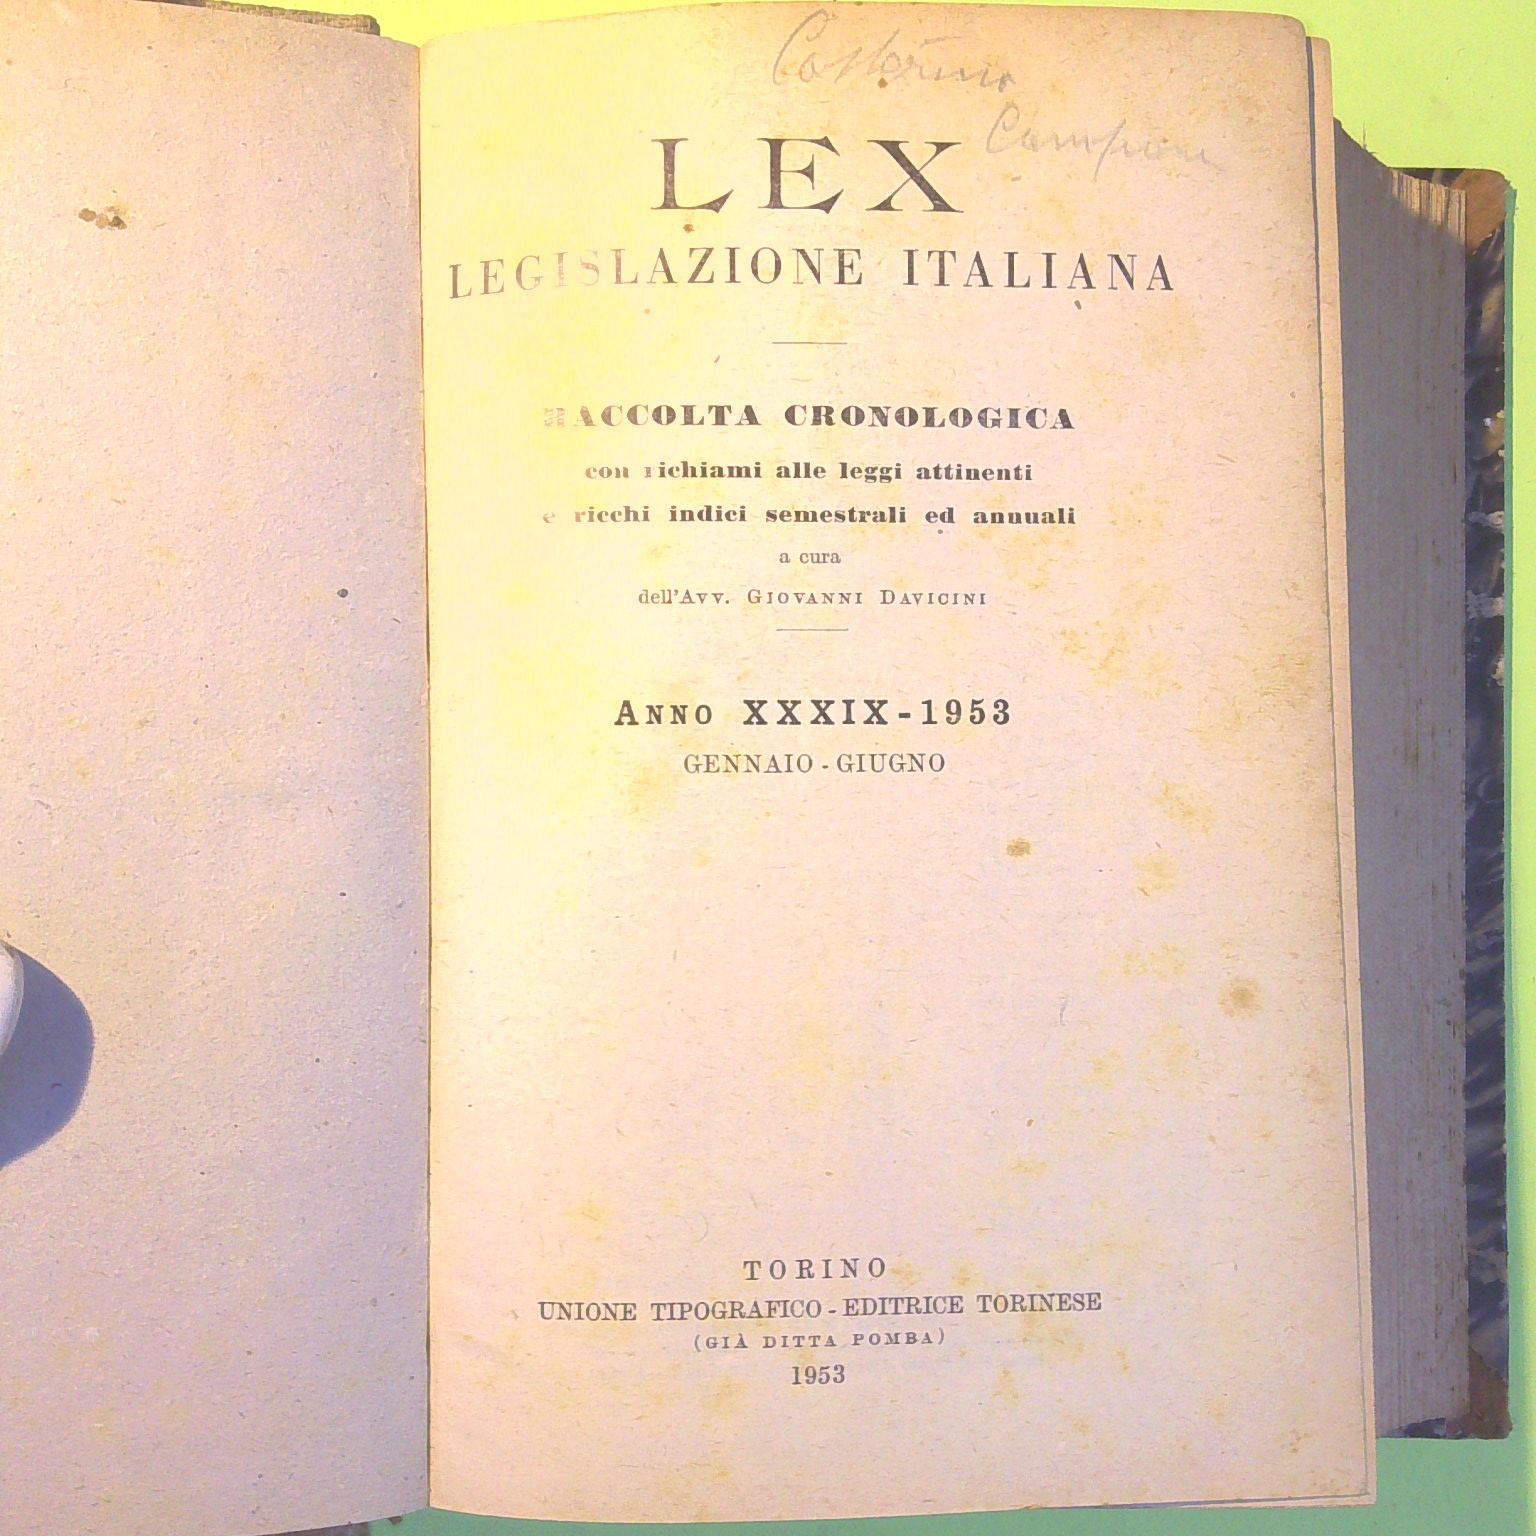 LEX
LEGISLAZIONE ITALIANA
RACCOLTA CRONOLOGICA
con richiami alle leggi attinenti
e ricchi indici semestrali ed annuali
a cura
dell'Avv. GIOVANNI DAVICINI
ANNO XXXIX - 1953
GENNAIO - GIUGNO
TORINO
UNIONE TIPOGRAFICO - EDITRICE TORINESE
(GIÀ DITTA POMBA)
1953